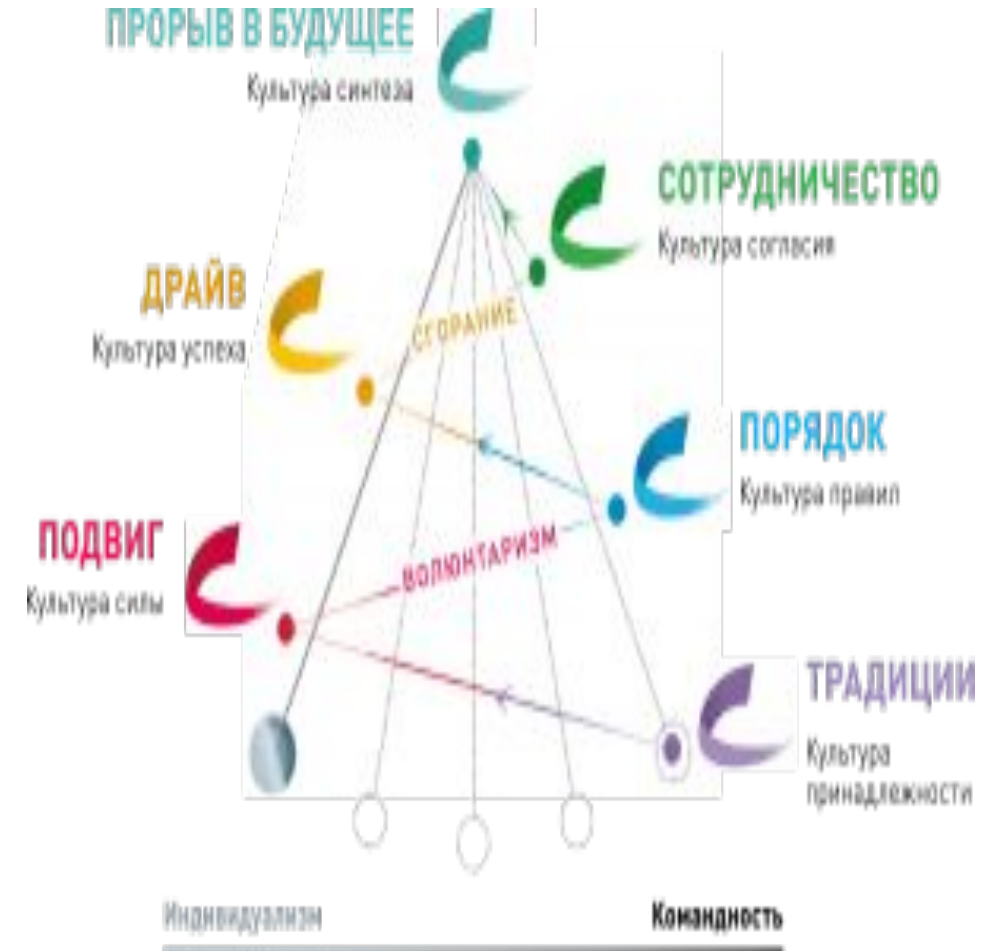 ПРОРЫВ В БУДУЩЕЕ
Культура синтеза
СОТРУДНИЧЕСТВО
Культура согласия
ДРАЙВ
Культура успеха
СГОРАНИЕ
ПОРЯДОК
Культура правил
ПОДВИГ
Культура силы
ВОЛЮНТАРИЗМ
ТРАДИЦИИ
Культура
принадлежности
Индивидуализм
Командность